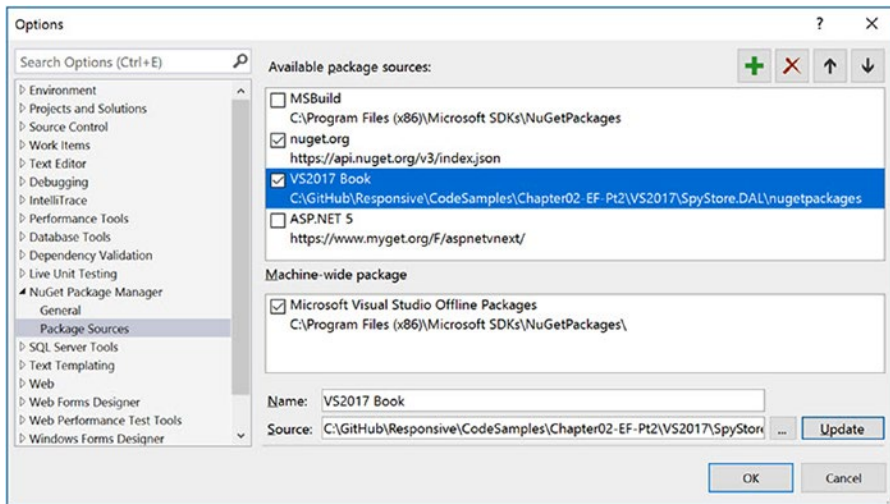 Options
Search Options (Ctrl+E)
Environment
Projects and Solutions
Source Control
Work Items
Text Editor
Debugging
IntelliTrace
Performance Tools
Database Tools
Dependency Validation
Live Unit Testing
NuGet Package Manager
General
Package Sources
SQL Server Tools
Text Templating
Web
Web Forms Designer
Web Performance Test Tools
Windows Forms Designer
Available package sources:
MSBuild
C:\Program Files (x86)\Microsoft SDKs\NuGetPackages
nuget.org
https://api.nuget.org/v3/index.json
VS2017 Book
C:\GitHub\Responsive\CodeSamples\Chapter02-EF-Pt2\VS2017\SpyStore.DAL\nugetpackages
ASP.NET 5
https://www.myget.org/F/aspnetvnext/
Machine-wide package
Microsoft Visual Studio Offline Packages
C:\Program Files (x86)\Microsoft SDKs\NuGetPackages\
Name: VS2017 Book
Source: C:\GitHub\Responsive\CodeSamples\Chapter02-EF-Pt2\VS2017\SpyStore ... Update
OK Cancel